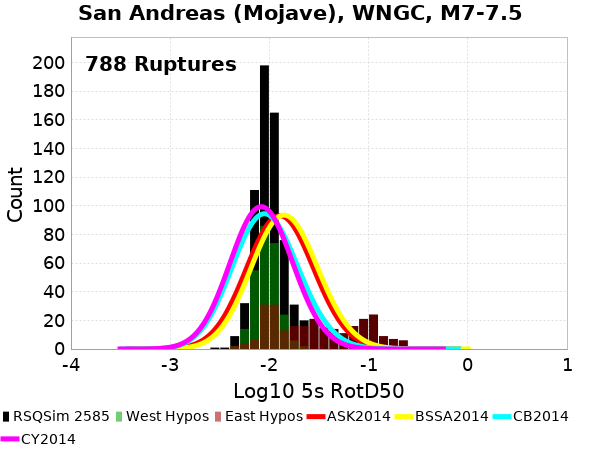 San Andreas (Mojave), WNGC, M7-7.5
788 Ruptures
Count
200
180
160
140
120
100
80
60
40
20
0
-4 -3 -2 -1 0 1
Log10 5s RotD50
RSQSim 2585 West Hypos East Hypos ASK2014 BSSA2014 CB2014
CY2014